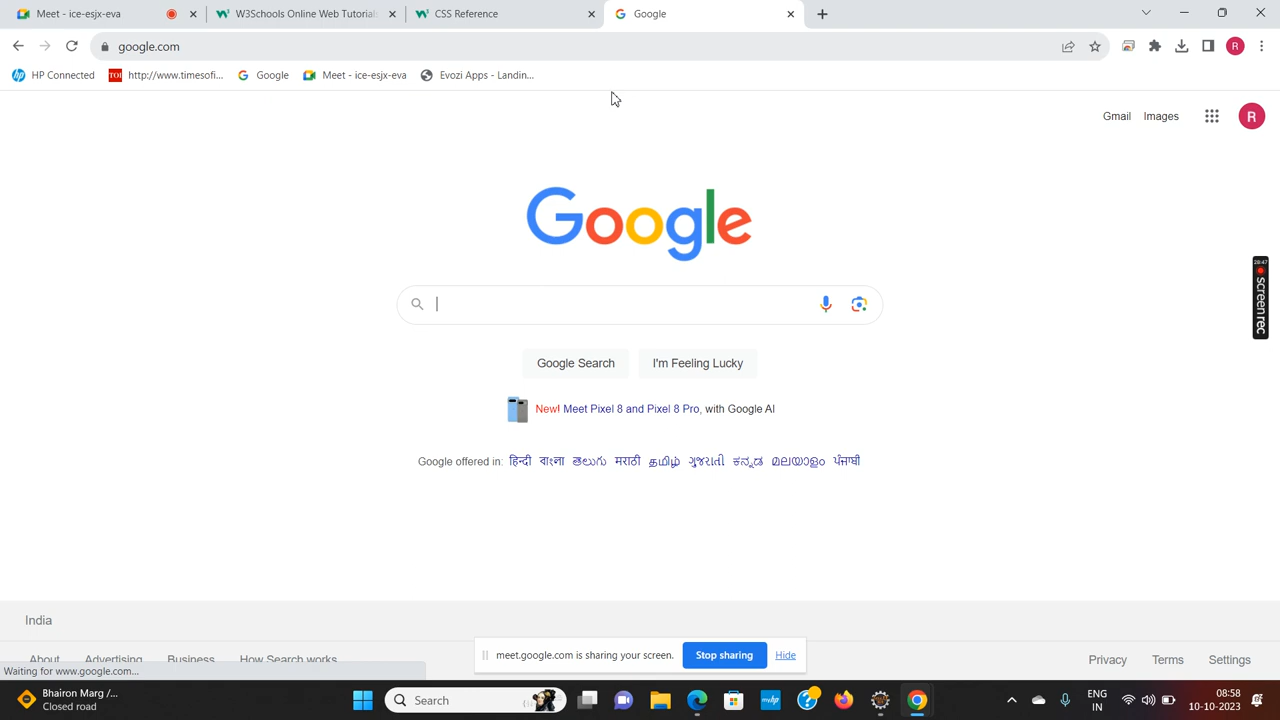 Meet - ice-esjx-eva
W3Schools Online Web Tutorials
CSS Reference
Google
google.com
R
HP Connected
TOI http://www.timesofi...
Google
Meet - ice-esjx-eva
Evozi Apps - Landin...
Gmail
Images
R
Google
28:47
screenrec
Google Search
I'm Feeling Lucky
New! Meet Pixel 8 and Pixel 8 Pro, with Google AI
Google offered in: हिन्दी বাংলা తెలుగు मराठी தமிழ் ગુજરાતી ಕನ್ನಡ മലയാളം ਪੰਜਾਬੀ
India
meet.google.com is sharing your screen.
Stop sharing
Hide
About
Advertising
Business
How Search works
Privacy
Terms
Settings
Waiting for www.google.com...
Bhairon Marg /...
Closed road
Search
ENG
IN
08:58
10-10-2023